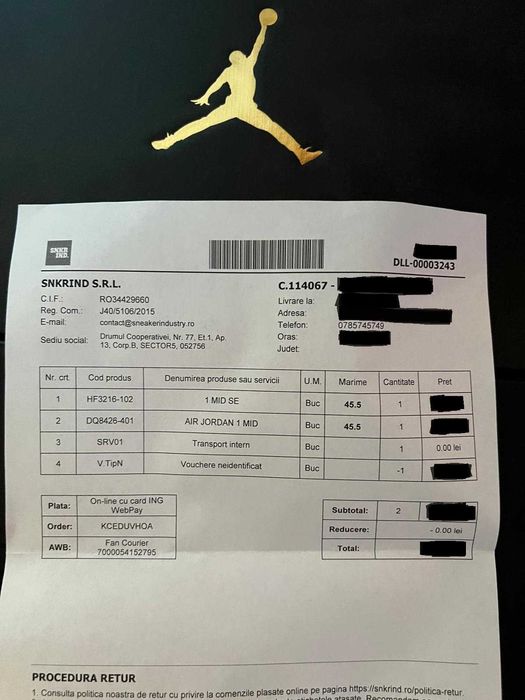 SNKR
IND.
DLL-00003243
SNKRIND S.R.L.
C.I.F.: RO34429660
Reg. Com.: J40/5106/2015
E-mail: contact@sneakerindustry.ro
Sediu social: Drumul Cooperativei, Nr. 77, Et.1, Ap.
13, Corp.B, SECTOR5, 052756
C.114067 -
Livrare la:
Adresa:
Telefon: 0785745749
Oras:
Judet:
Nr. crt. Cod produs Denumirea produse sau servicii U.M. Marime Cantitate Pret
1 HF3216-102 1 MID SE Buc 45.5 1
2 DQ8426-401 AIR JORDAN 1 MID Buc 45.5 1
3 SRV01 Transport intern Buc 1 0.00 lei
4 V.TipN Vouchere neidentificat Buc -1
Plata: On-line cu card ING
WebPay
Order: KCEDUVHOA
AWB: Fan Courier
7000054152795
Subtotal: 2
Reducere: - 0.00 lei
Total:
PROCEDURA RETUR
1. Consulta politica noastra de retur cu privire la comenzile plasate online pe pagina https://snkrind.ro/politica-retur.